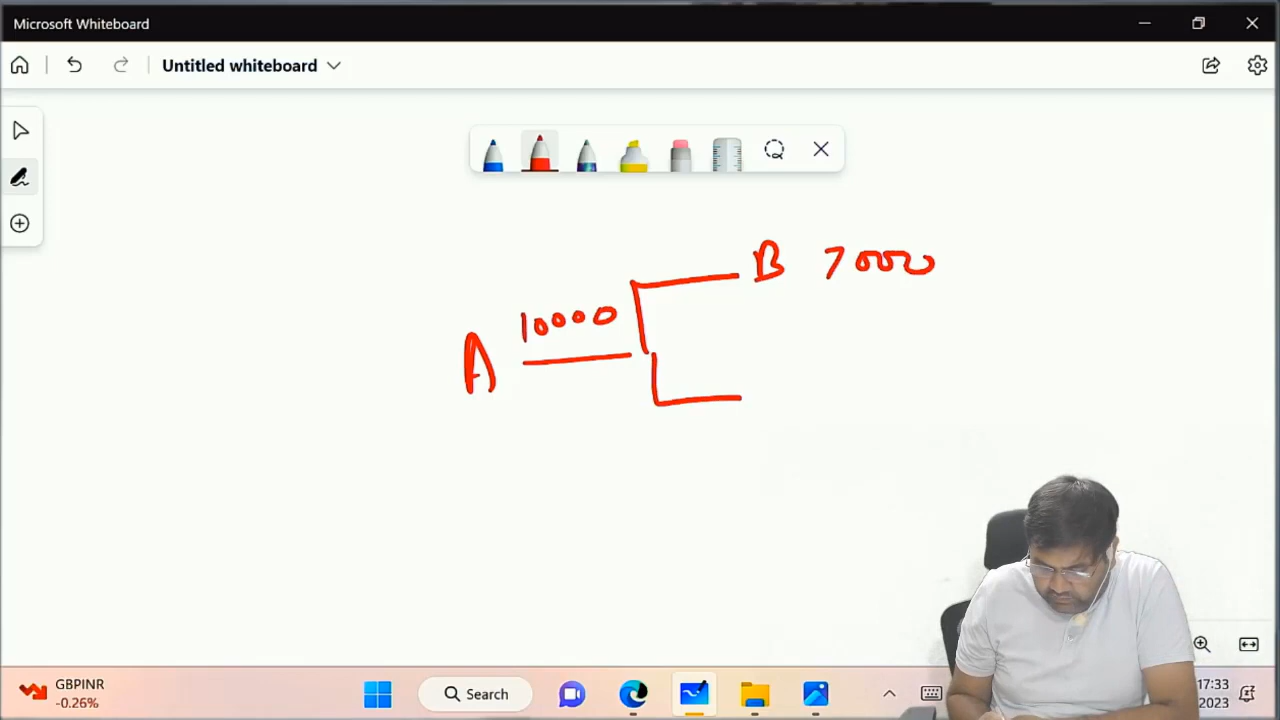 Microsoft Whiteboard
Untitled whiteboard
B 7000
10000
A
GBPINR
-0.26%
Search
17:33
2023